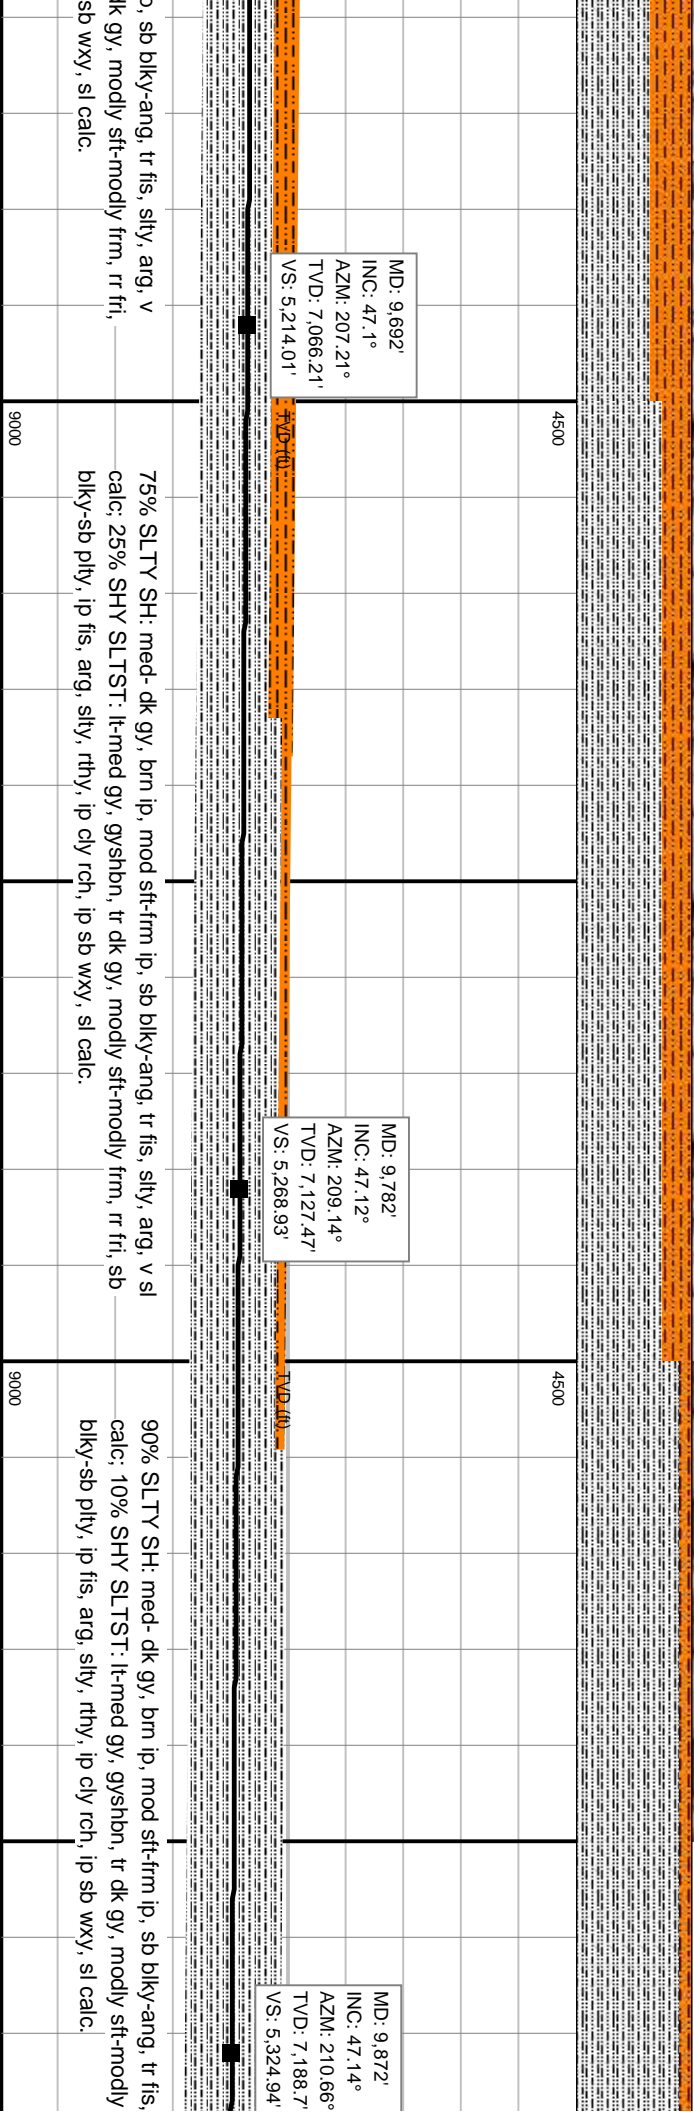 , sb blky-ang, tr fis, slty, arg, v
dk gy, modly sft-modly frm, rr fri,
sb wxy, sl calc.
MD: 9,692'
INC: 47.1°
AZM: 207.21°
TVD: 7,066.21'
VS: 5,214.01'
4500
TVD (ft)
9000
75% SLTY SH: med- dk gy, brn ip, mod sft-frm ip, sb blky-ang, tr fis, slty, arg, v sl
calc; 25% SHY SLTST: lt-med gy, gyshbn, tr dk gy, modly sft-modly frm, rr fri, sb
blky-sb plty, ip fis, arg, slty, rthy, ip cly rch, ip sb wxy, sl calc.
MD: 9,782'
INC: 47.12°
AZM: 209.14°
TVD: 7,127.47'
VS: 5,268.93'
4500
TVD (ft)
9000
90% SLTY SH: med- dk gy, brn ip, mod sft-frm ip, sb blky-ang, tr fis,
calc; 10% SHY SLTST: lt-med gy, gyshbn, tr dk gy, modly sft-modly
blky-sb plty, ip fis, arg, slty, rthy, ip cly rch, ip sb wxy, sl calc.
MD: 9,872'
INC: 47.14°
AZM: 210.66°
TVD: 7,188.7'
VS: 5,324.94'